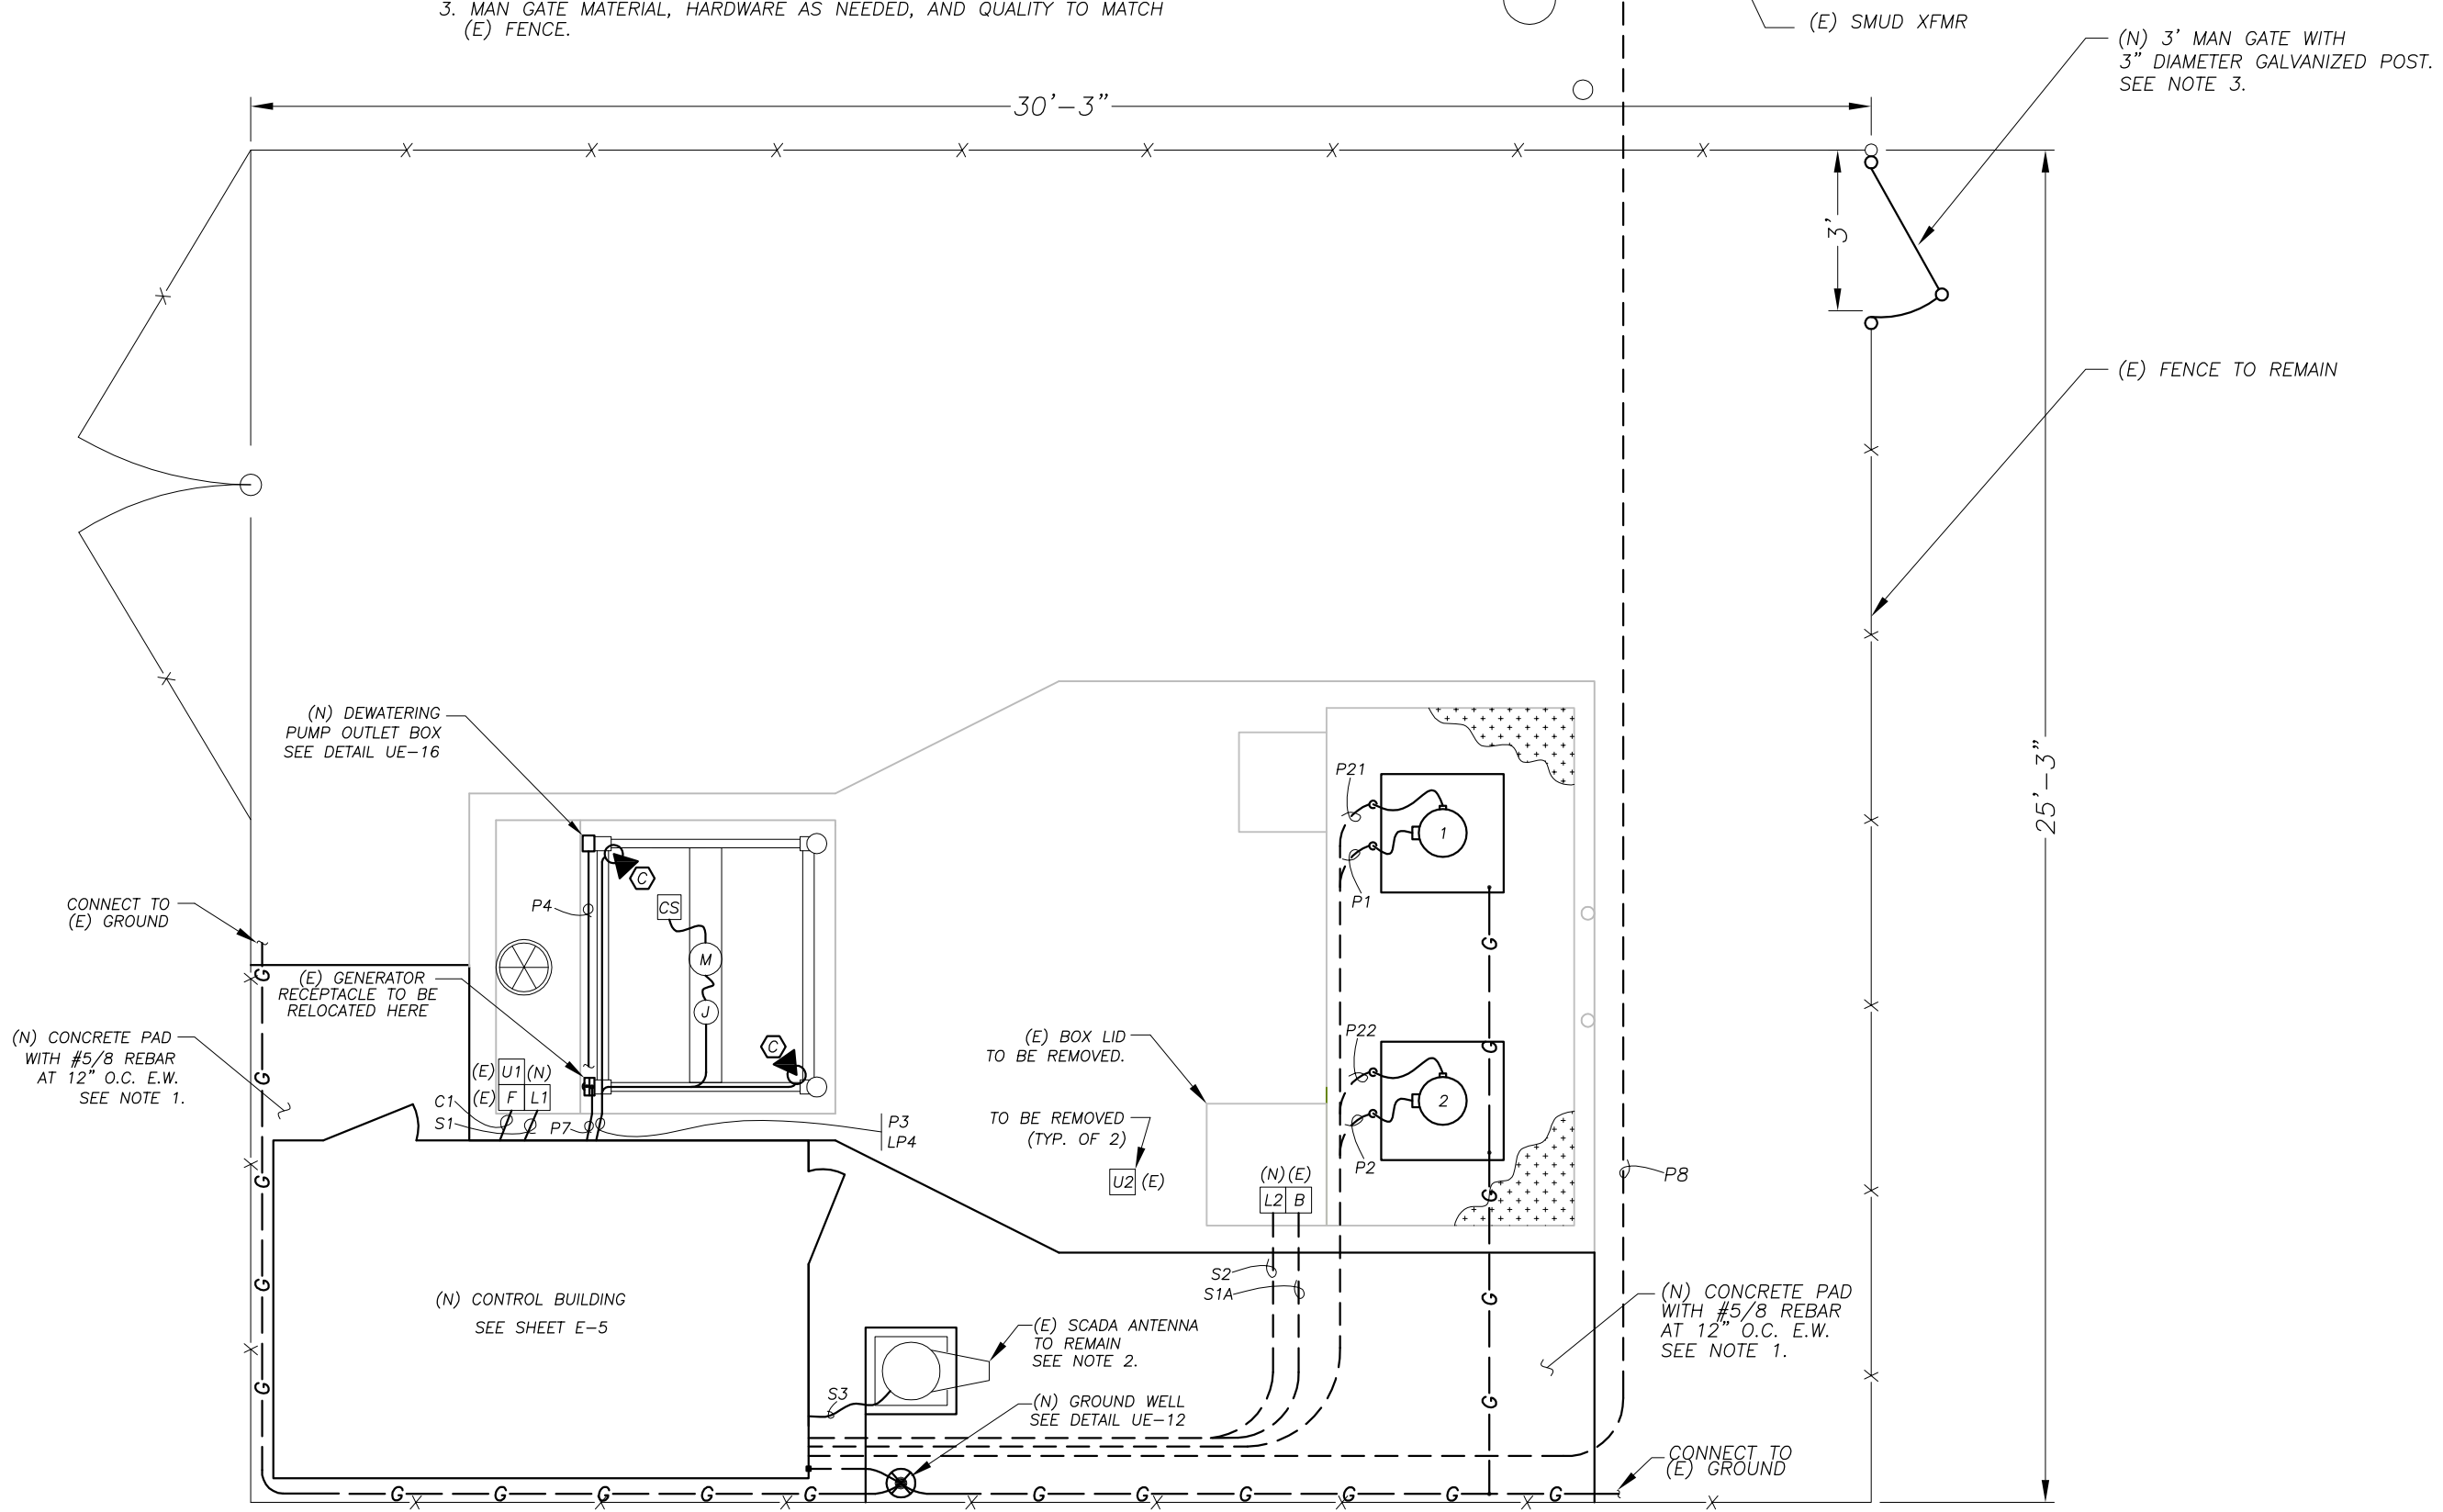 3. MAN GATE MATERIAL, HARDWARE AS NEEDED, AND QUALITY TO MATCH
(E) FENCE.
(E) SMUD XFMR
(N) 3' MAN GATE WITH
3" DIAMETER GALVANIZED POST.
SEE NOTE 3.
30'-3"
3'
(E) FENCE TO REMAIN
25'-3"
(N) DEWATERING
PUMP OUTLET BOX
SEE DETAIL UE-16
P21
1
P1
C
P4
CS
CONNECT TO
(E) GROUND
G
G
M
(E) GENERATOR
RECEPTACLE TO BE
RELOCATED HERE
J
(N) CONCRETE PAD
WITH #5/8 REBAR
AT 12" O.C. E.W.
SEE NOTE 1.
C
(E) BOX LID
TO BE REMOVED.
P22
G
G
(E) U1 (N)
(E) F L1
C1
S1
P7
P3
LP4
2
TO BE REMOVED
(TYP. OF 2)
U2 (E)
P2
P8
(N) (E)
L2 B
G
G
S2
S1A
G
G
(N) CONTROL BUILDING
SEE SHEET E-5
(N) CONCRETE PAD
WITH #5/8 REBAR
AT 12" O.C. E.W.
SEE NOTE 1.
(E) SCADA ANTENNA
TO REMAIN
SEE NOTE 2.
G
S3
G
(N) GROUND WELL
SEE DETAIL UE-12
CONNECT TO
(E) GROUND
G G G G G G G G G G G